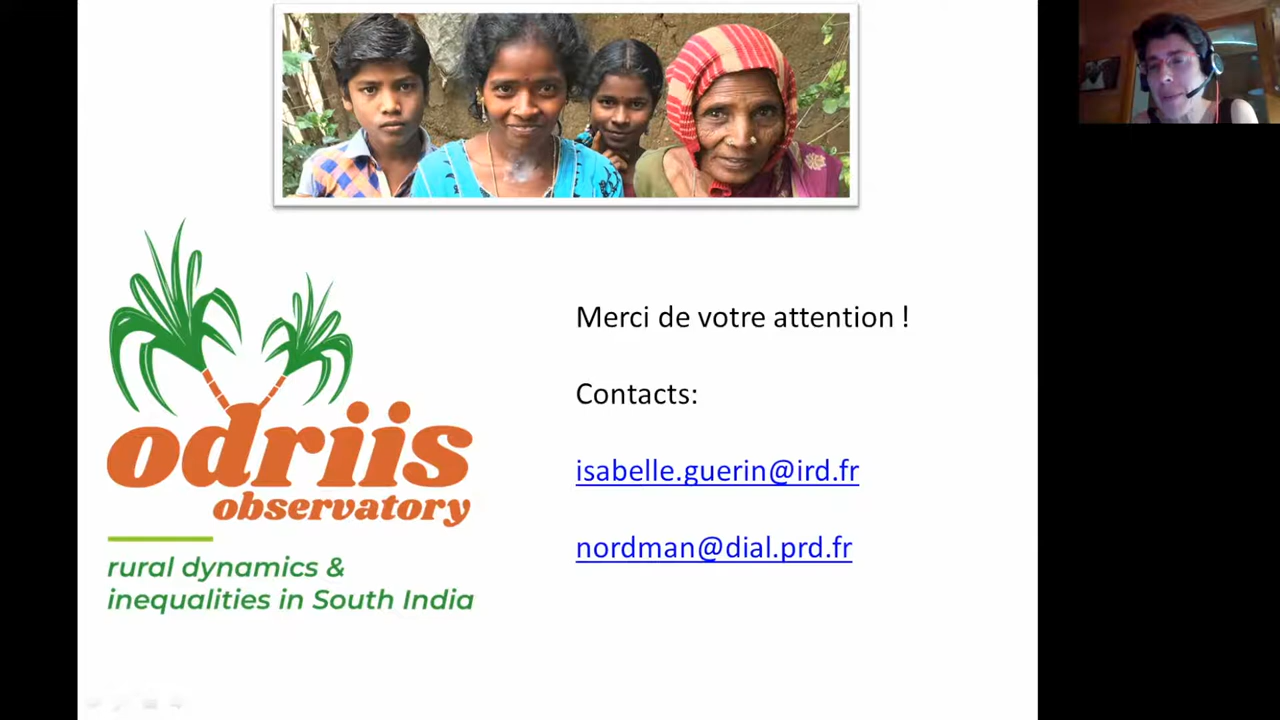 odriis
observatory
rural dynamics &
inequalities in South India
Merci de votre attention !
Contacts:
isabelle.guerin@ird.fr
nordman@dial.prd.fr